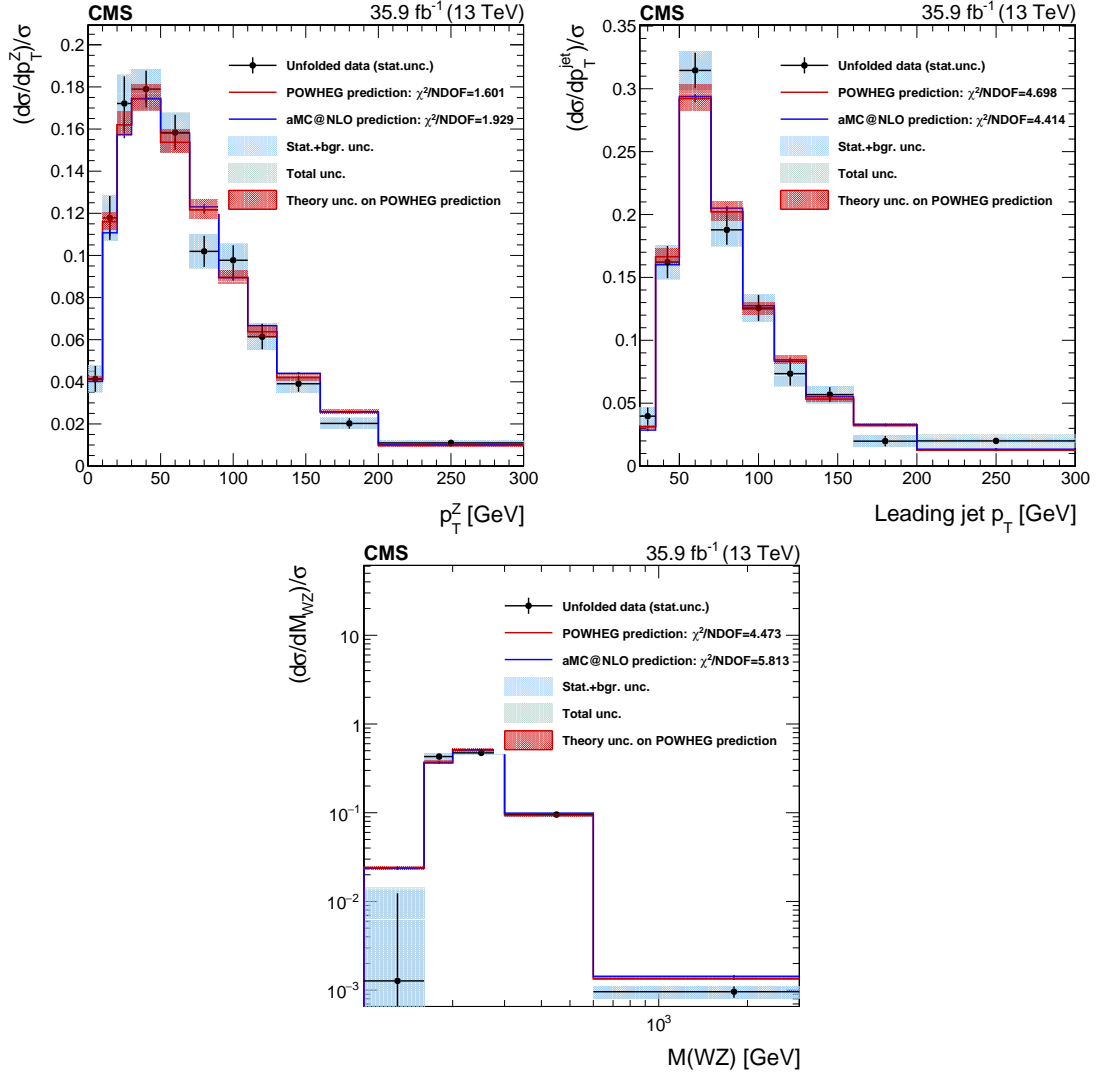 CMS 35.9 fb⁻¹ (13 TeV)
(dσ/dp_T^Z)/σ
Unfolded data (stat.unc.)
POWHEG prediction: χ²/NDOF=1.601
aMC@NLO prediction: χ²/NDOF=1.929
Stat.+bgr. unc.
Total unc.
Theory unc. on POWHEG prediction
0.2
0.18
0.16
0.14
0.12
0.1
0.08
0.06
0.04
0.02
0
0 50 100 150 200 250 300
p_T^Z [GeV]
CMS 35.9 fb⁻¹ (13 TeV)
(dσ/dp_T^jet)/σ
Unfolded data (stat.unc.)
POWHEG prediction: χ²/NDOF=4.698
aMC@NLO prediction: χ²/NDOF=4.414
Stat.+bgr. unc.
Total unc.
Theory unc. on POWHEG prediction
0.35
0.3
0.25
0.2
0.15
0.1
0.05
0
50 100 150 200 250 300
Leading jet p_T [GeV]
CMS 35.9 fb⁻¹ (13 TeV)
(dσ/dM_WZ)/σ
Unfolded data (stat.unc.)
POWHEG prediction: χ²/NDOF=4.473
aMC@NLO prediction: χ²/NDOF=5.813
Stat.+bgr. unc.
Total unc.
Theory unc. on POWHEG prediction
10
1
10⁻¹
10⁻²
10⁻³
10³
M(WZ) [GeV]